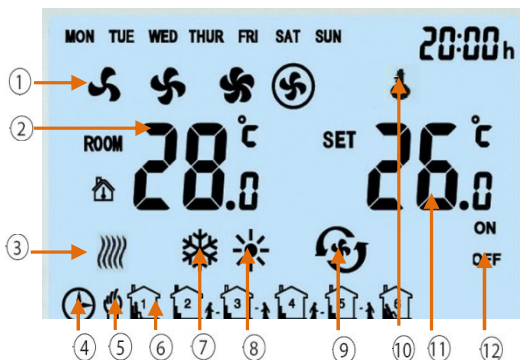 MON TUE WED THUR FRI SAT SUN 20:00h
①
② ROOM 28.0°C SET 26.0°C
③ ON
OFF
1 2 3 4 5 6
④ ⑤ ⑥ ⑦ ⑧ ⑨ ⑩ ⑪ ⑫